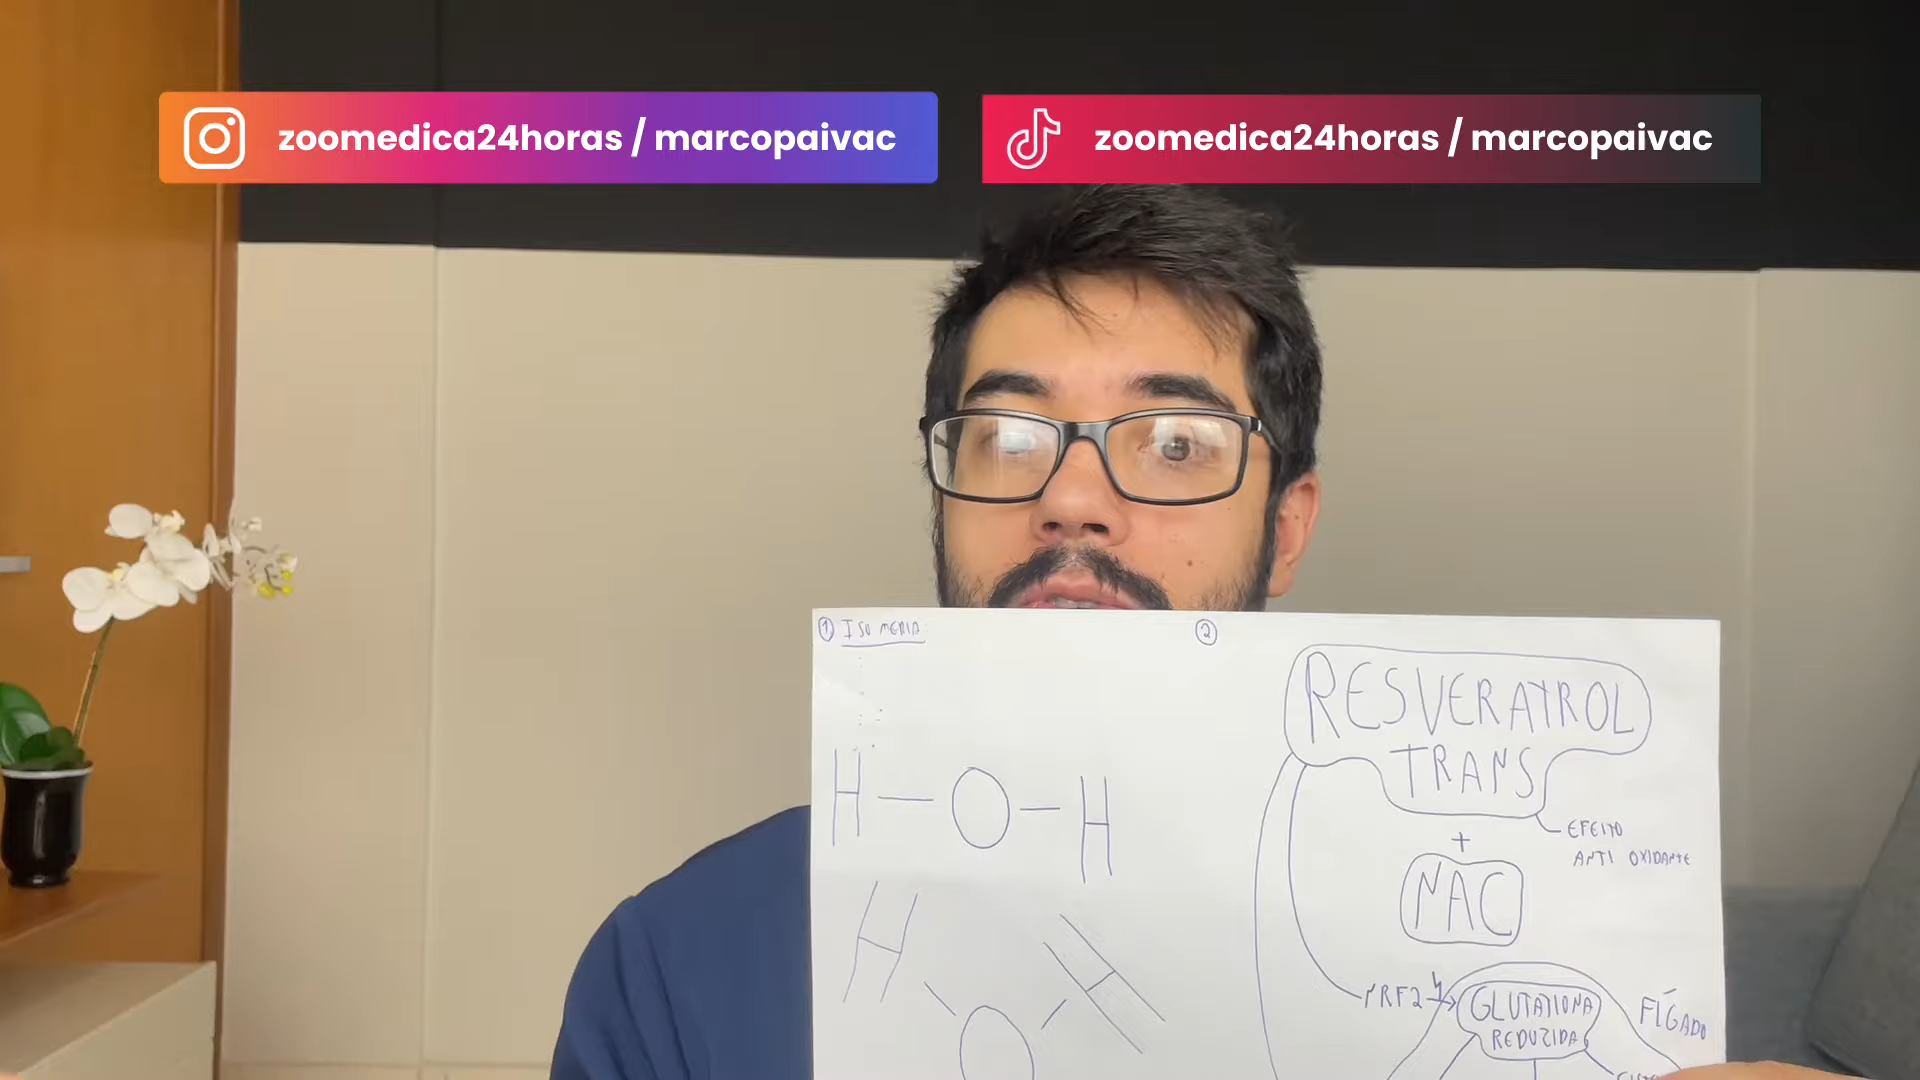 zoomedica24horas / marcopaivac
zoomedica24horas / marcopaivac
1 ISOMERIA:
H — O — H
H
H
O
2
RESVERATROL
TRANS
EFEITO
ANTI OXIDANTE
+
NAC
NRF2
GLUTATIONA
REDUZIDA
FÍGADO